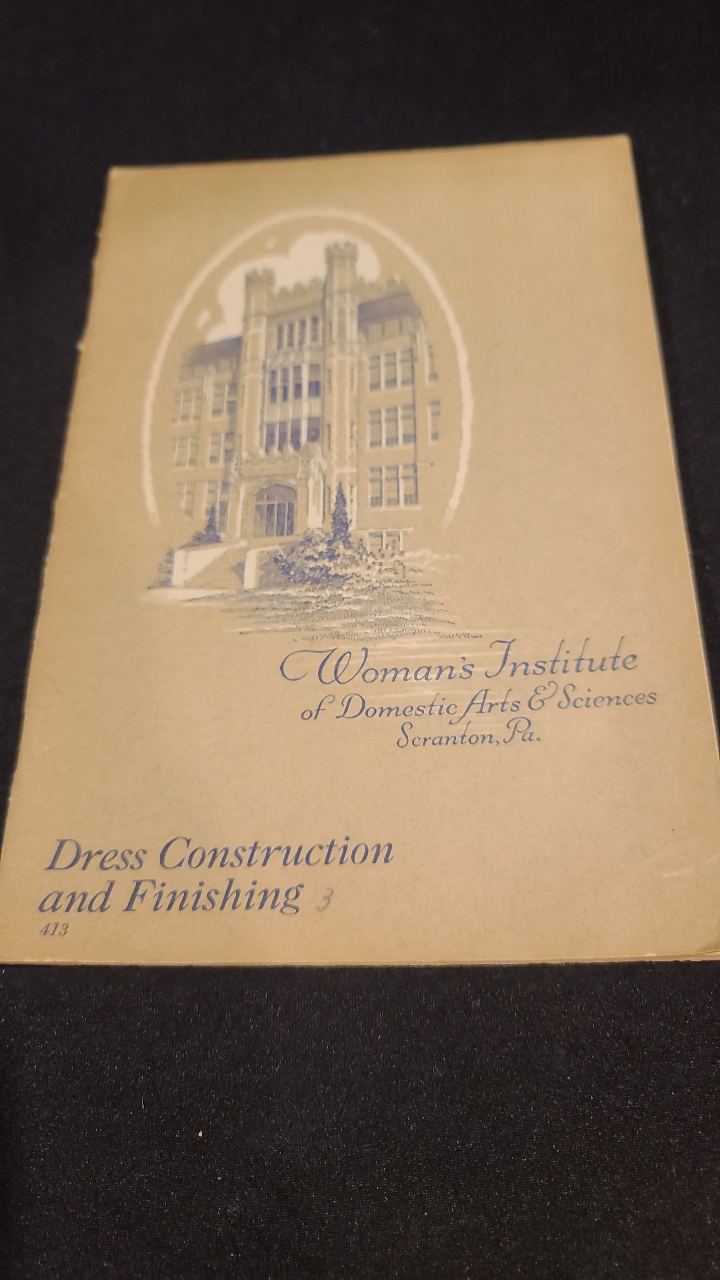 Woman's Institute
of Domestic Arts & Sciences
Scranton, Pa.
Dress Construction
and Finishing 3
413